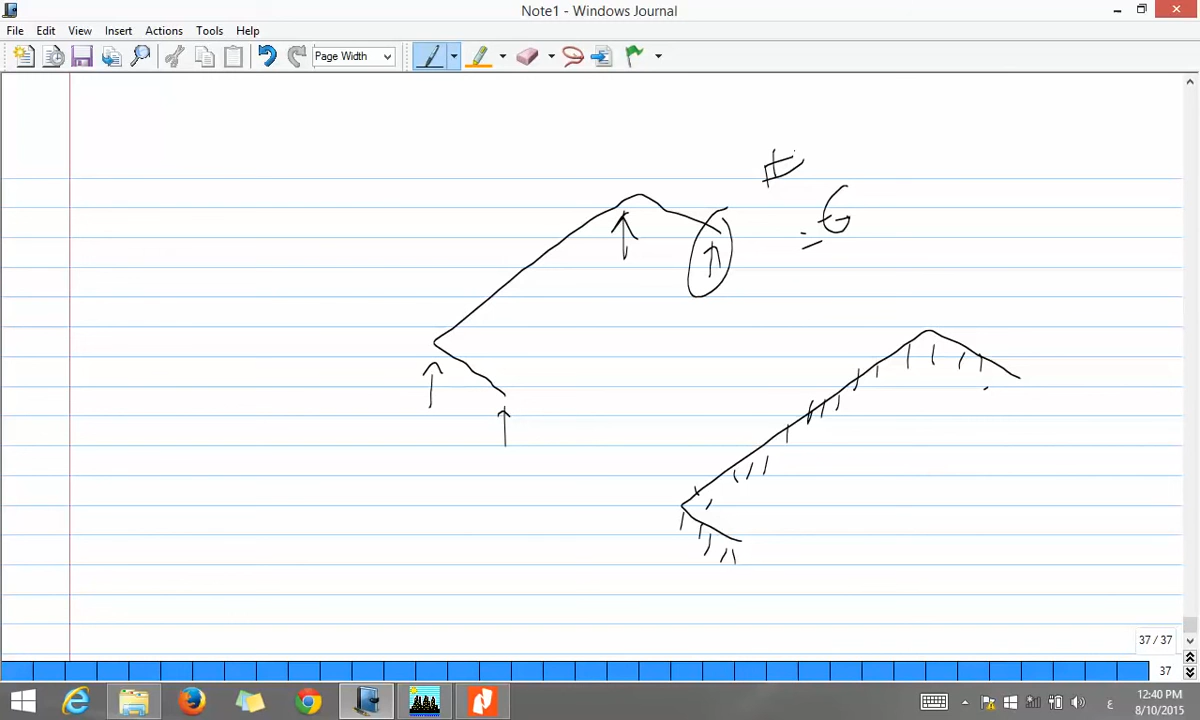 Note1 - Windows Journal
File Edit View Insert Actions Tools Help
Page Width
37 / 37
37
ع
12:40 PM
8/10/2015